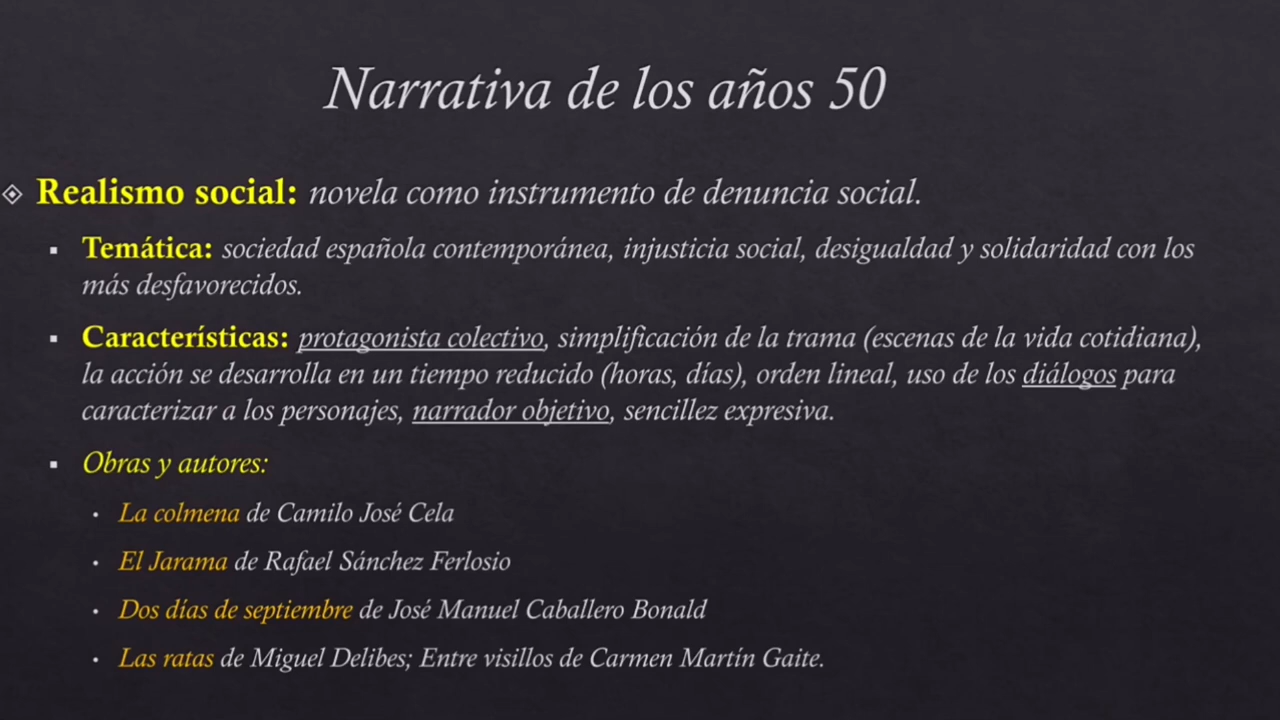 Narrativa de los años 50
Realismo social: novela como instrumento de denuncia social.
Temática: sociedad española contemporánea, injusticia social, desigualdad y solidaridad con los
más desfavorecidos.
Características: protagonista colectivo, simplificación de la trama (escenas de la vida cotidiana),
la acción se desarrolla en un tiempo reducido (horas, días), orden lineal, uso de los diálogos para
caracterizar a los personajes, narrador objetivo, sencillez expresiva.
Obras y autores:
La colmena de Camilo José Cela
El Jarama de Rafael Sánchez Ferlosio
Dos días de septiembre de José Manuel Caballero Bonald
Las ratas de Miguel Delibes; Entre visillos de Carmen Martín Gaite.